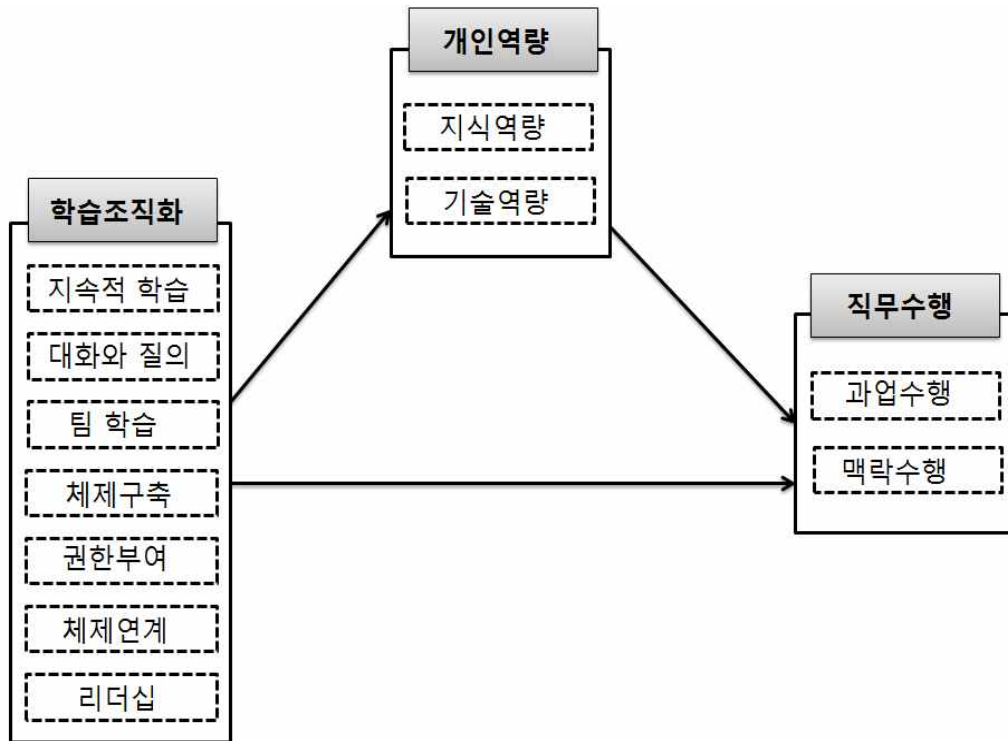 개인역량
지식역량
기술역량
학습조직화
지속적 학습
대화와 질의
팀 학습
체제구축
권한부여
체제연계
리더십
직무수행
과업수행
맥락수행